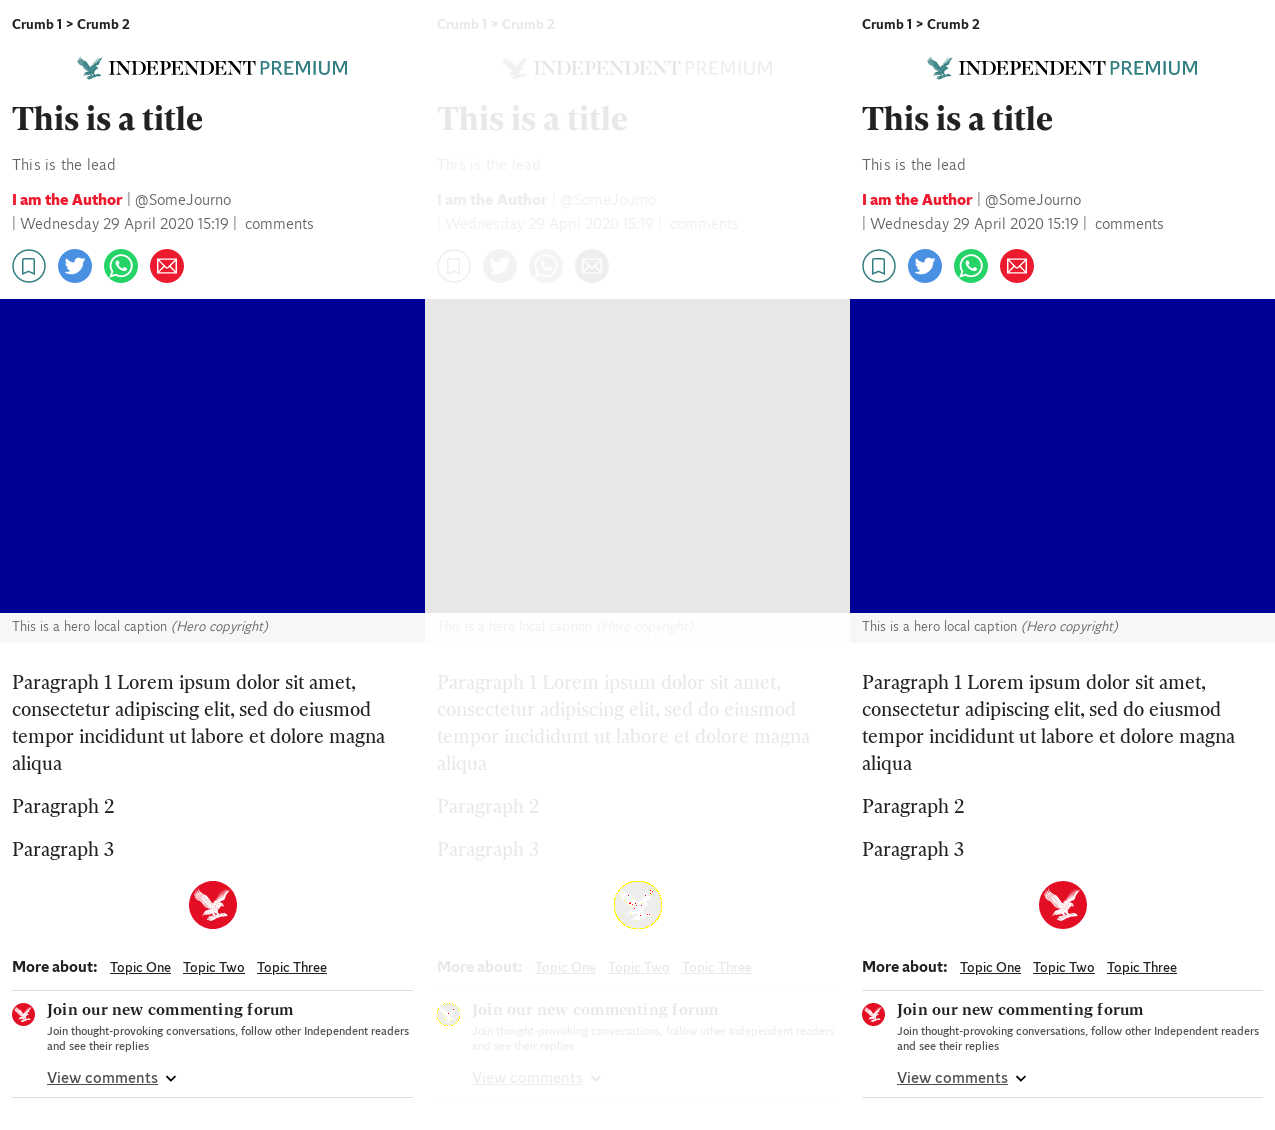 Crumb 1 > Crumb 2
INDEPENDENT PREMIUM
This is a title
This is the lead
I am the Author | @SomeJourno
| Wednesday 29 April 2020 15:19 | comments
This is a hero local caption (Hero copyright)
Paragraph 1 Lorem ipsum dolor sit amet,
consectetur adipiscing elit, sed do eiusmod
tempor incididunt ut labore et dolore magna
aliqua
Paragraph 2
Paragraph 3
More about: Topic One Topic Two Topic Three
Join our new commenting forum
Join thought-provoking conversations, follow other Independent readers
and see their replies
View comments
Crumb 1 > Crumb 2
INDEPENDENT PREMIUM
This is a title
This is the lead
I am the Author | @SomeJourno
| Wednesday 29 April 2020 15:19 | comments
This is a hero local caption (Hero copyright)
Paragraph 1 Lorem ipsum dolor sit amet,
consectetur adipiscing elit, sed do eiusmod
tempor incididunt ut labore et dolore magna
aliqua
Paragraph 2
Paragraph 3
More about: Topic One Topic Two Topic Three
Join our new commenting forum
Join thought-provoking conversations, follow other Independent readers
and see their replies
View comments
Crumb 1 > Crumb 2
INDEPENDENT PREMIUM
This is a title
This is the lead
I am the Author | @SomeJourno
| Wednesday 29 April 2020 15:19 | comments
This is a hero local caption (Hero copyright)
Paragraph 1 Lorem ipsum dolor sit amet,
consectetur adipiscing elit, sed do eiusmod
tempor incididunt ut labore et dolore magna
aliqua
Paragraph 2
Paragraph 3
More about: Topic One Topic Two Topic Three
Join our new commenting forum
Join thought-provoking conversations, follow other Independent readers
and see their replies
View comments